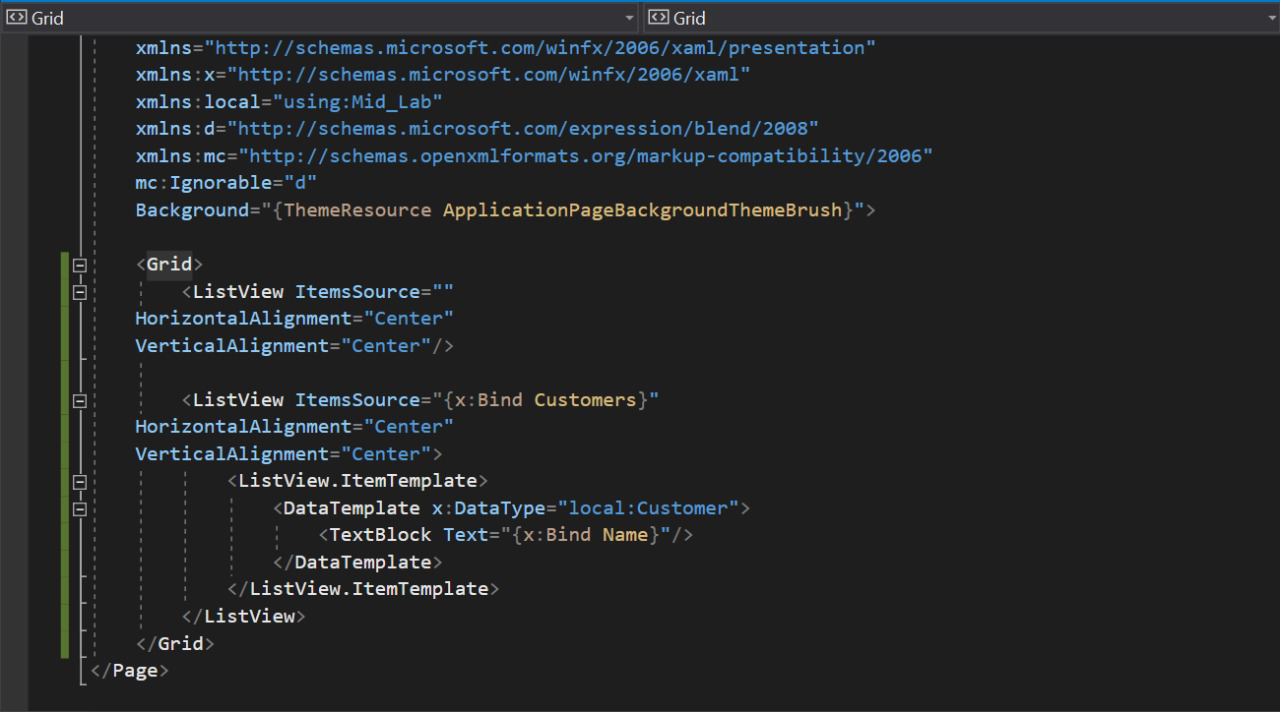 Grid Grid
xmlns="http://schemas.microsoft.com/winfx/2006/xaml/presentation"
xmlns:x="http://schemas.microsoft.com/winfx/2006/xaml"
xmlns:local="using:Mid_Lab"
xmlns:d="http://schemas.microsoft.com/expression/blend/2008"
xmlns:mc="http://schemas.openxmlformats.org/markup-compatibility/2006"
mc:Ignorable="d"
Background="{ThemeResource ApplicationPageBackgroundThemeBrush}">
<Grid>
<ListView ItemsSource=""
HorizontalAlignment="Center"
VerticalAlignment="Center"/>
<ListView ItemsSource="{x:Bind Customers}"
HorizontalAlignment="Center"
VerticalAlignment="Center">
<ListView.ItemTemplate>
<DataTemplate x:DataType="local:Customer">
<TextBlock Text="{x:Bind Name}"/>
</DataTemplate>
</ListView.ItemTemplate>
</ListView>
</Grid>
</Page>